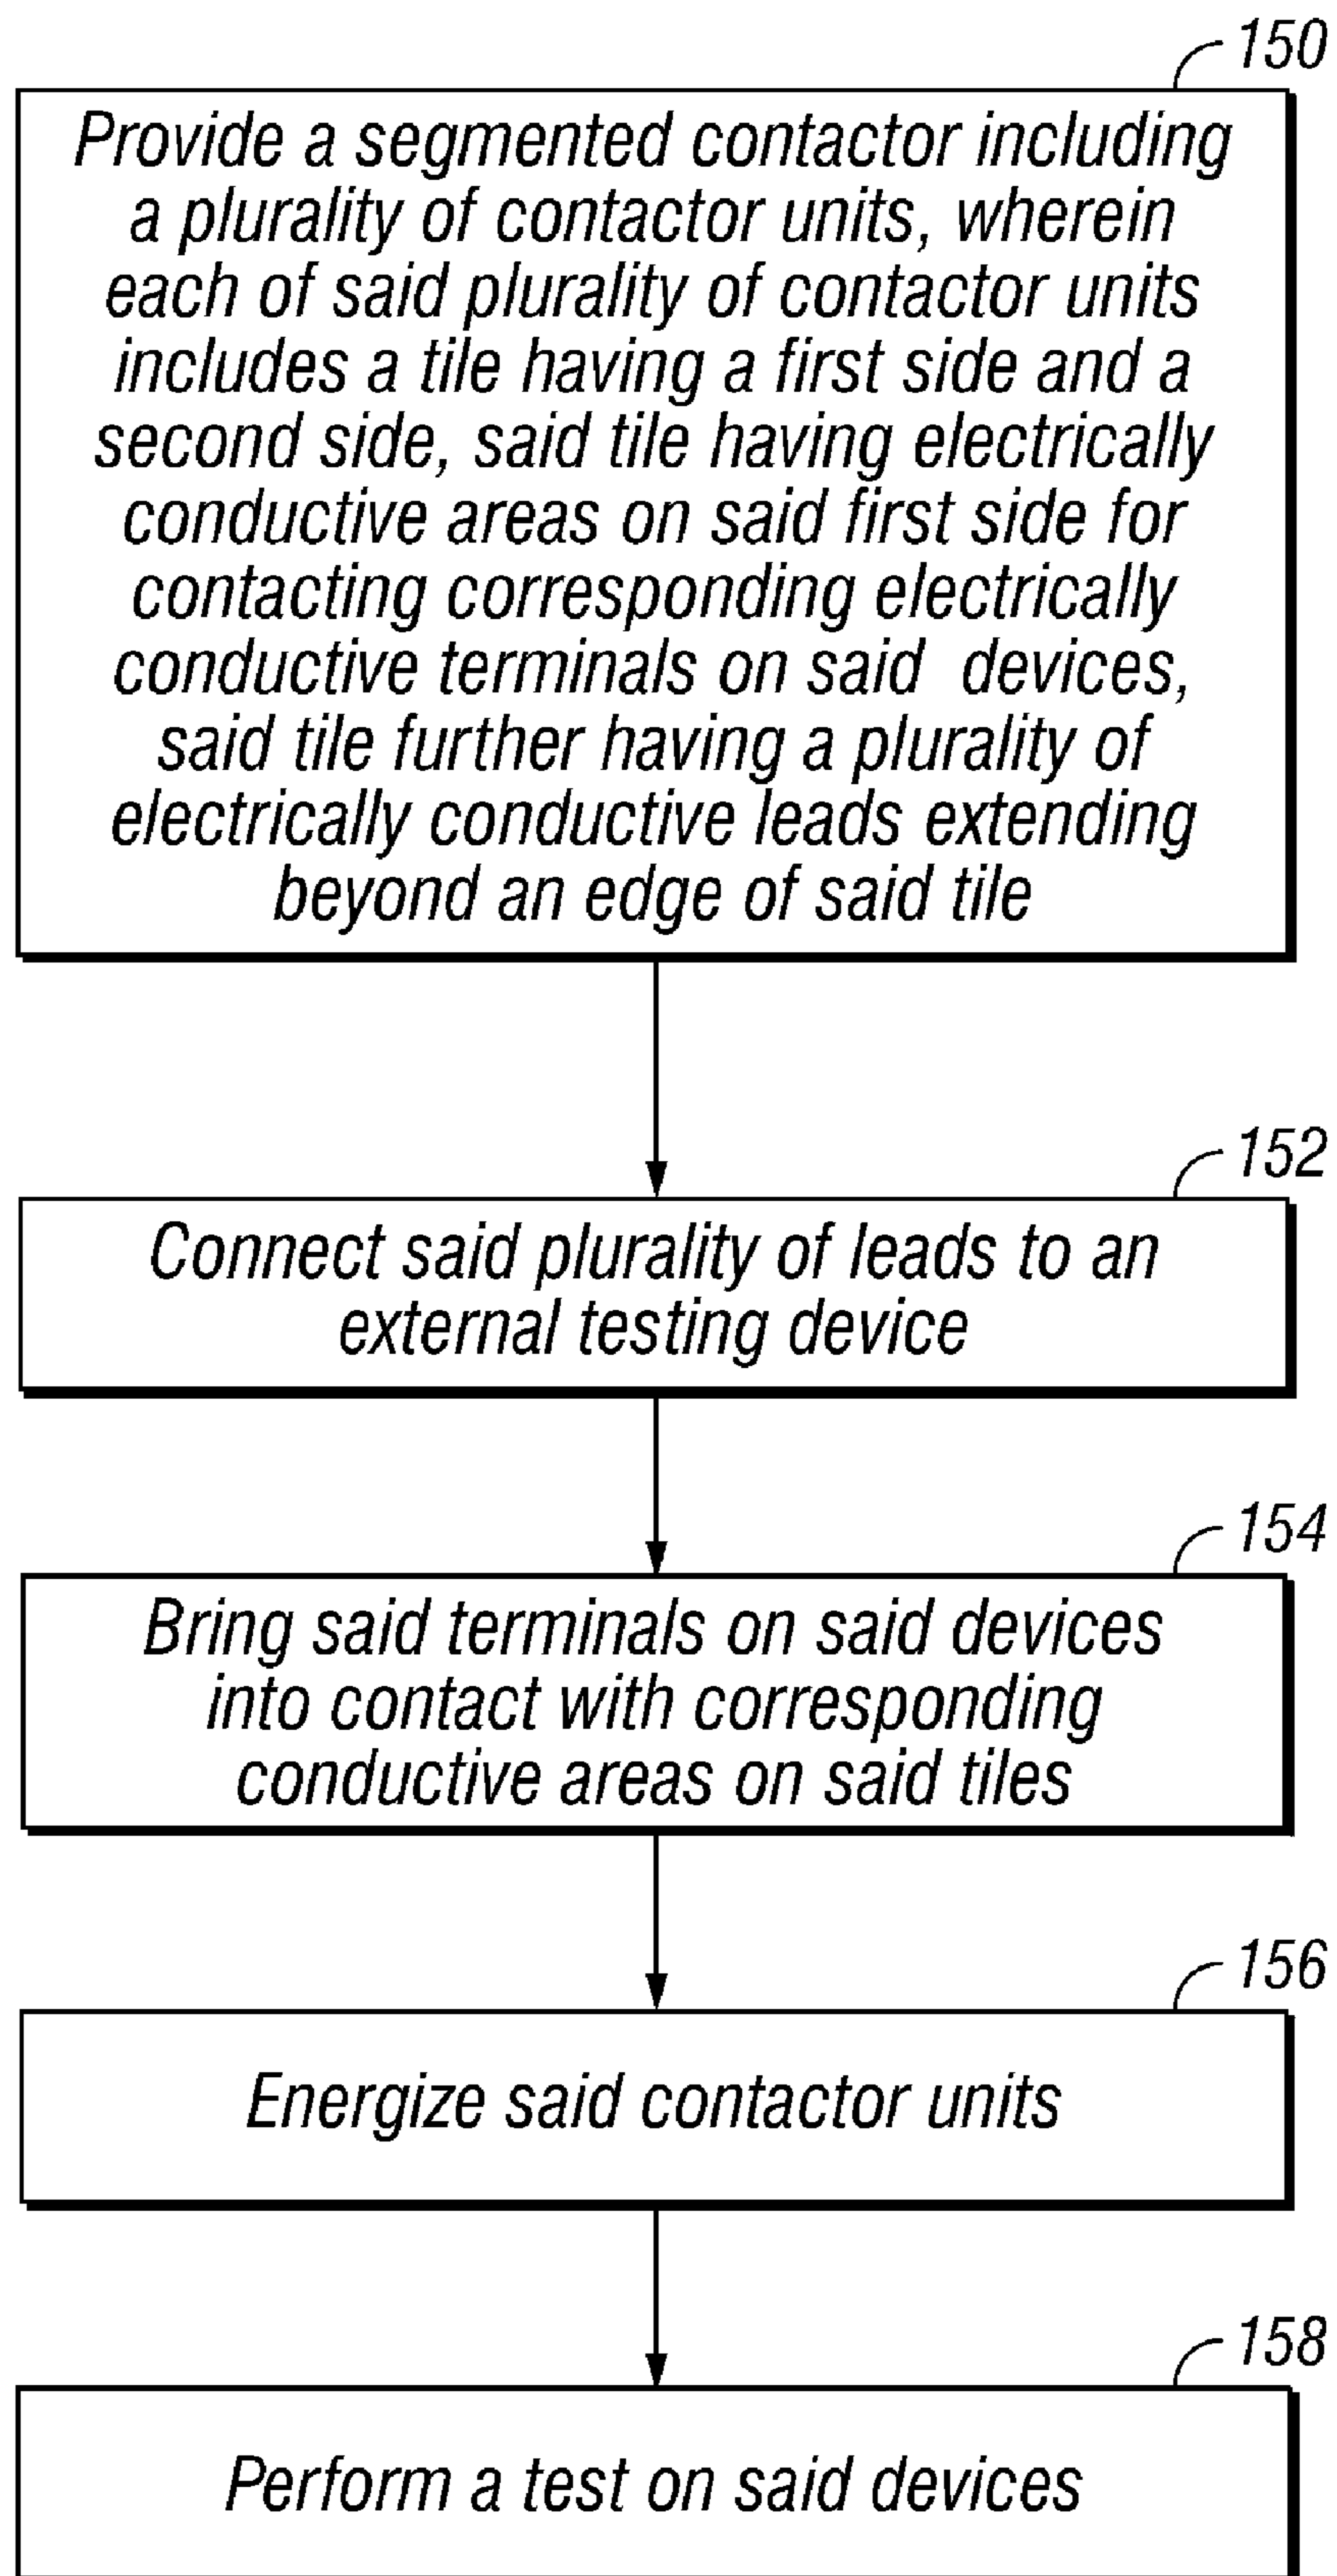 150
Provide a segmented contactor including
a plurality of contactor units, wherein
each of said plurality of contactor units
includes a tile having a first side and a
second side, said tile having electrically
conductive areas on said first side for
contacting corresponding electrically
conductive terminals on said devices,
said tile further having a plurality of
electrically conductive leads extending
beyond an edge of said tile
152
Connect said plurality of leads to an
external testing device
154
Bring said terminals on said devices
into contact with corresponding
conductive areas on said tiles
156
Energize said contactor units
158
Perform a test on said devices